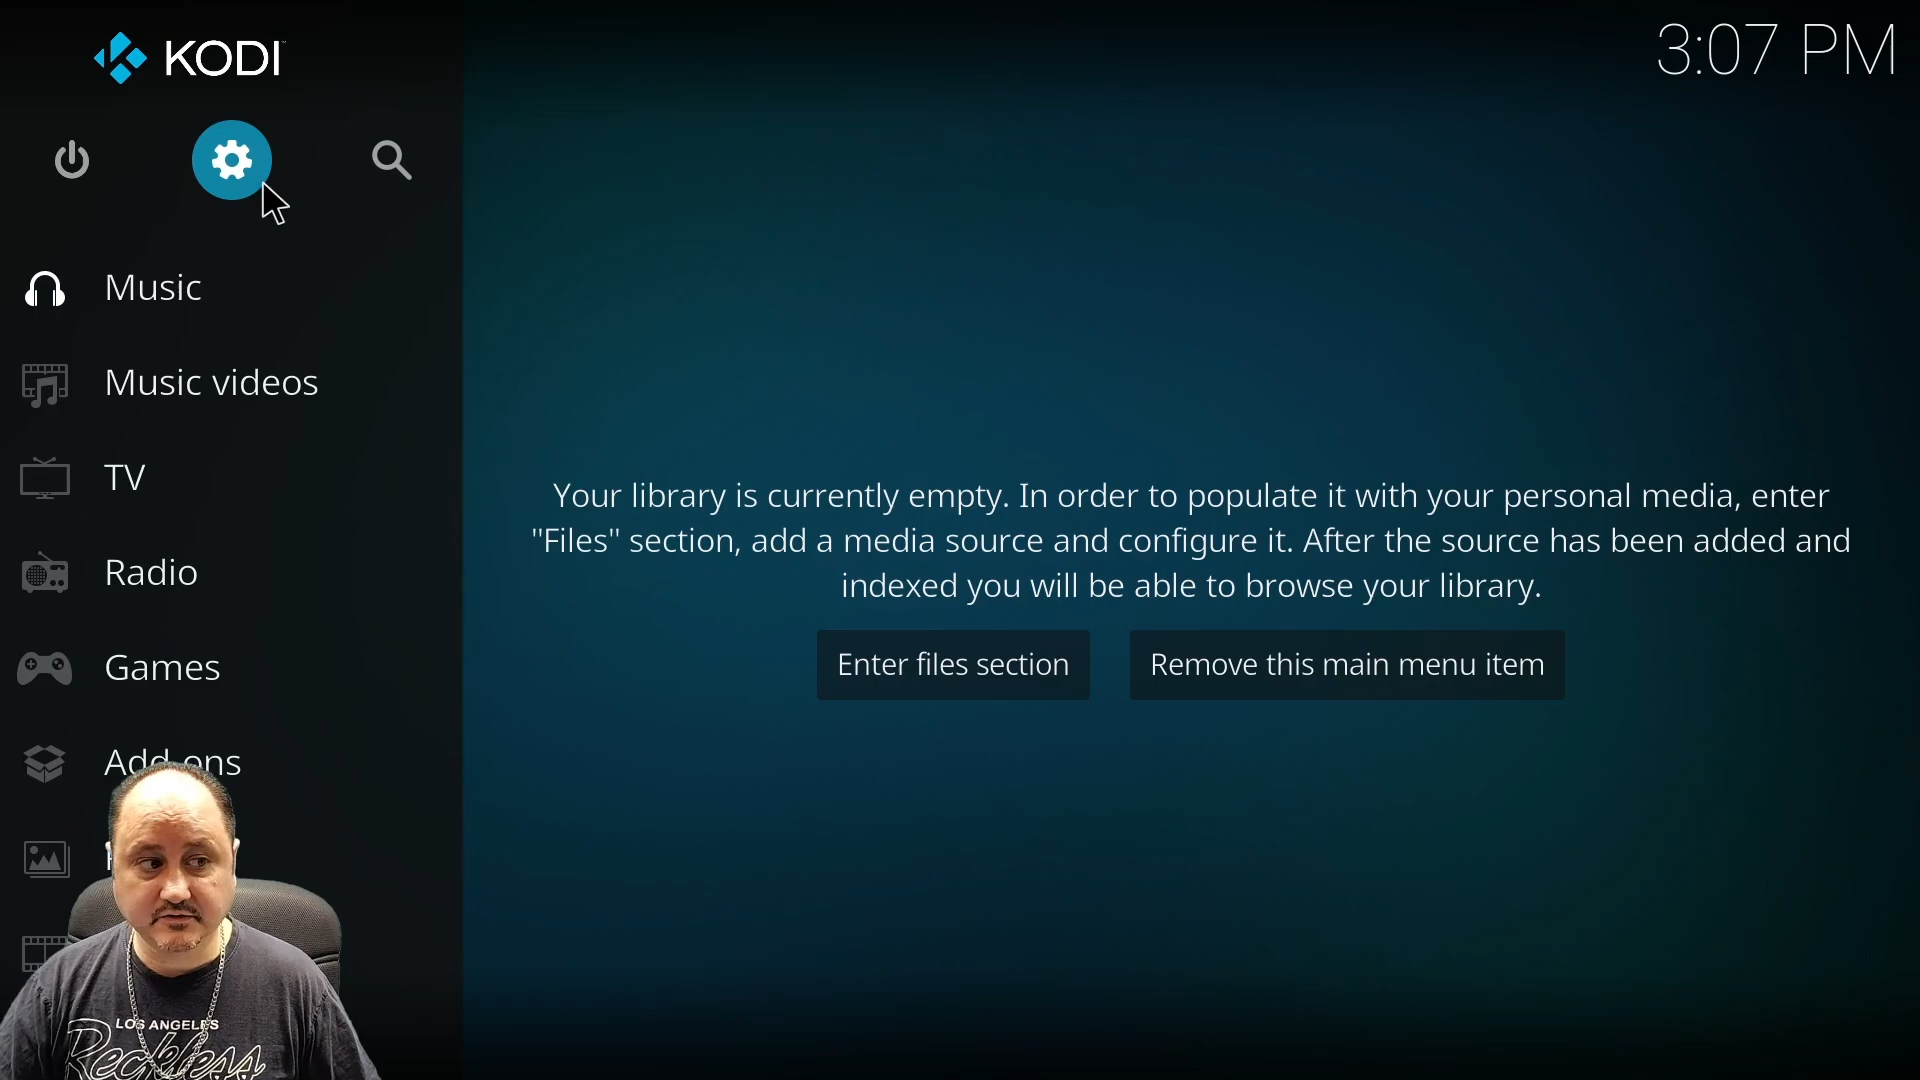 KODI
3:07 PM
Music
Music videos
TV
Radio
Games
Add-ons
Your library is currently empty. In order to populate it with your personal media, enter
"Files" section, add a media source and configure it. After the source has been added and
indexed you will be able to browse your library.
Enter files section
Remove this main menu item
LOS ANGELES
Reckless